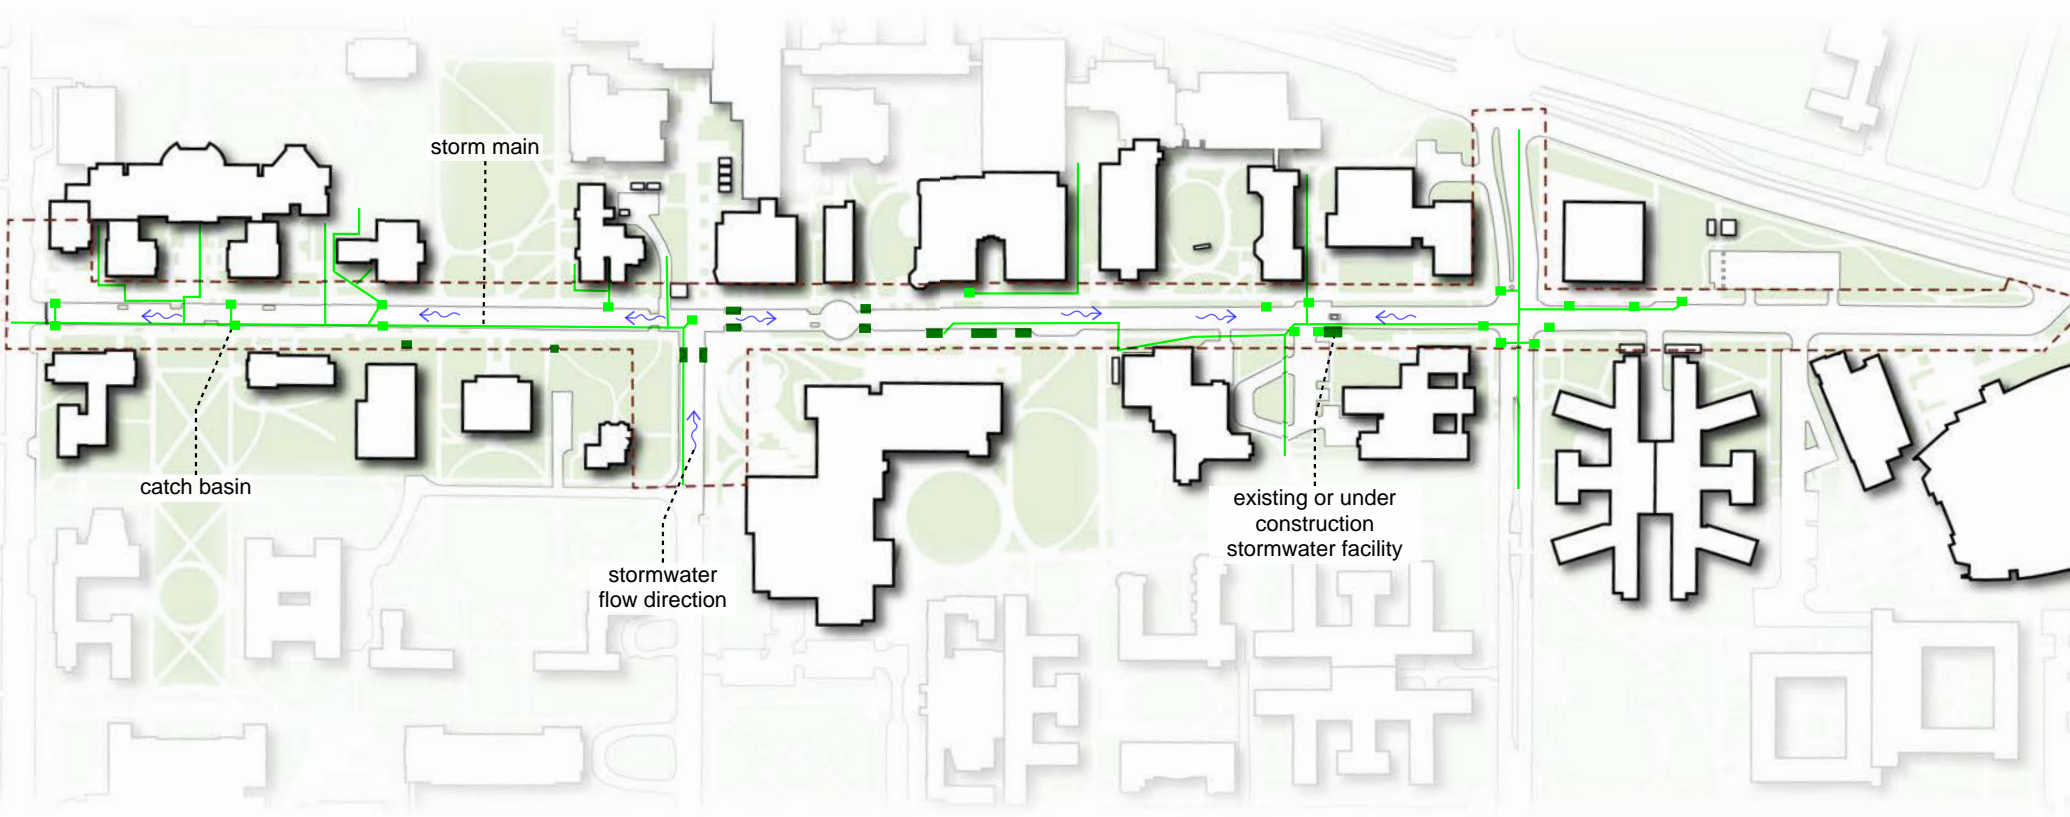 storm main
catch basin
existing or under
construction
stormwater facility
stormwater
flow direction